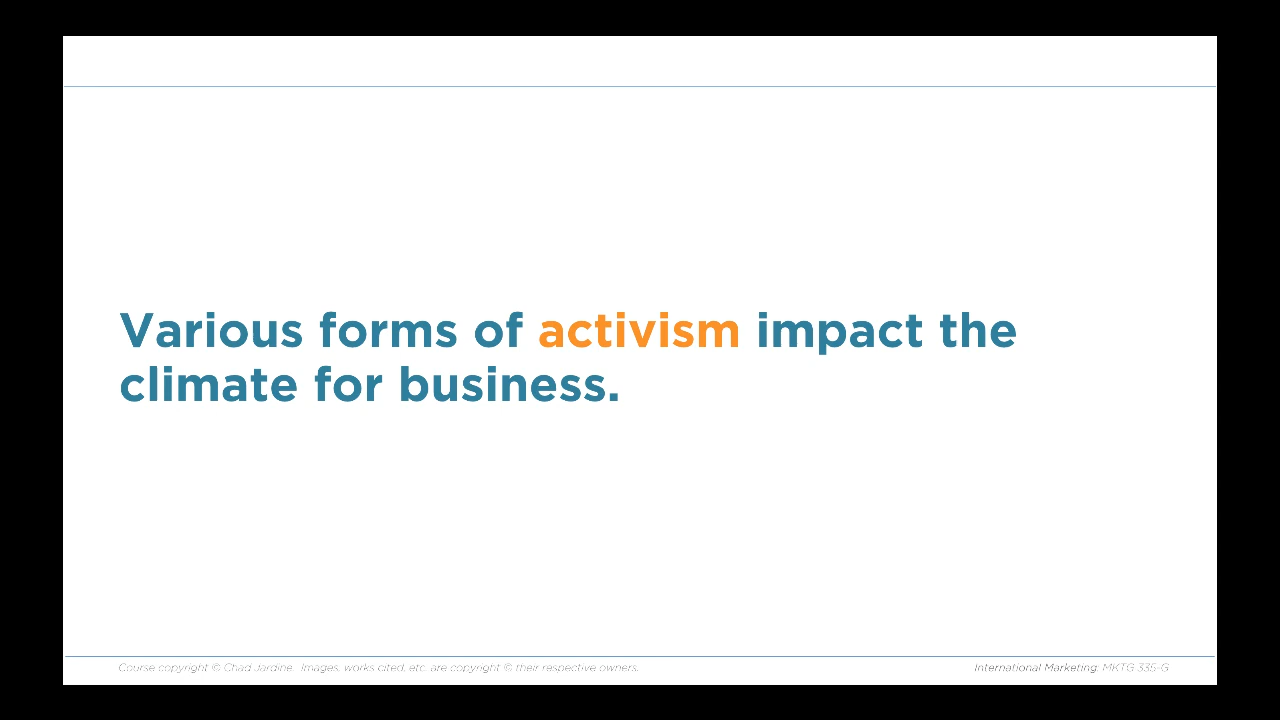 Various forms of activism impact the
climate for business.
Course copyright © Chad Jardine. Images, works cited, etc. are copyright © their respective owners.
International Marketing: MKTG 335-G